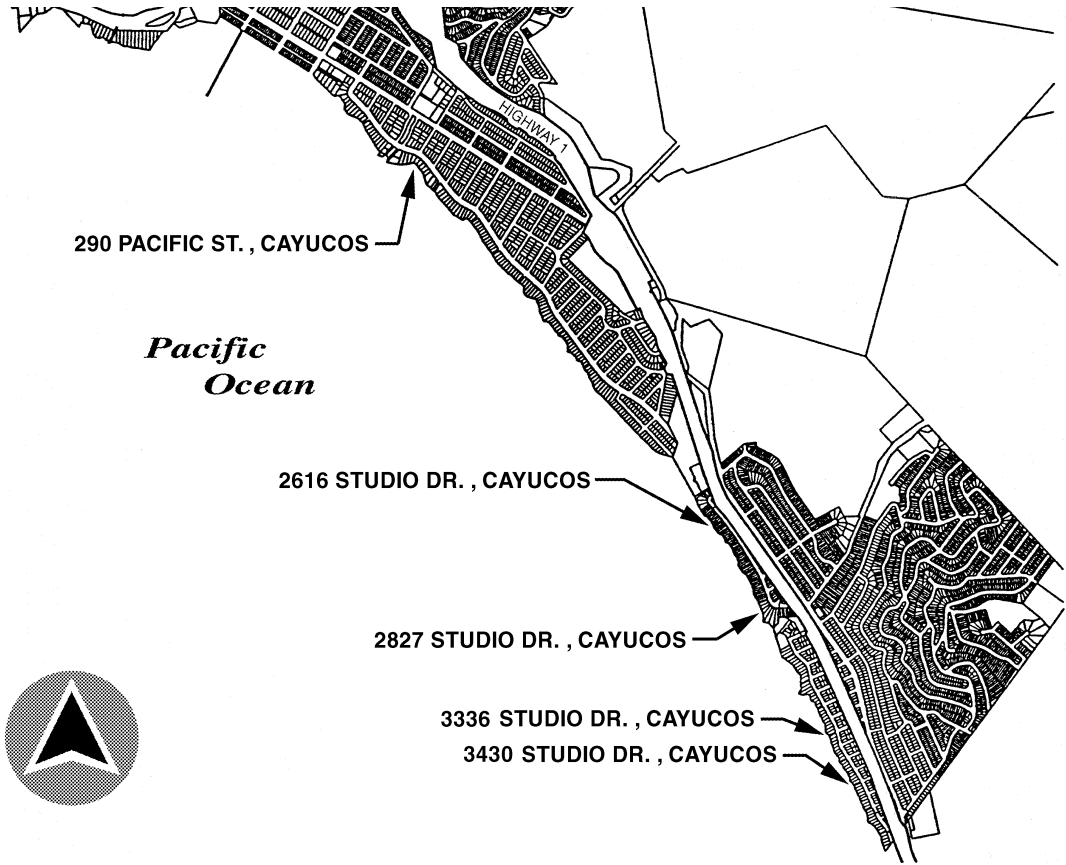 HIGHWAY 1
290 PACIFIC ST. , CAYUCOS
Pacific
Ocean
2616 STUDIO DR. , CAYUCOS
2827 STUDIO DR. , CAYUCOS
3336 STUDIO DR. , CAYUCOS
3430 STUDIO DR. , CAYUCOS